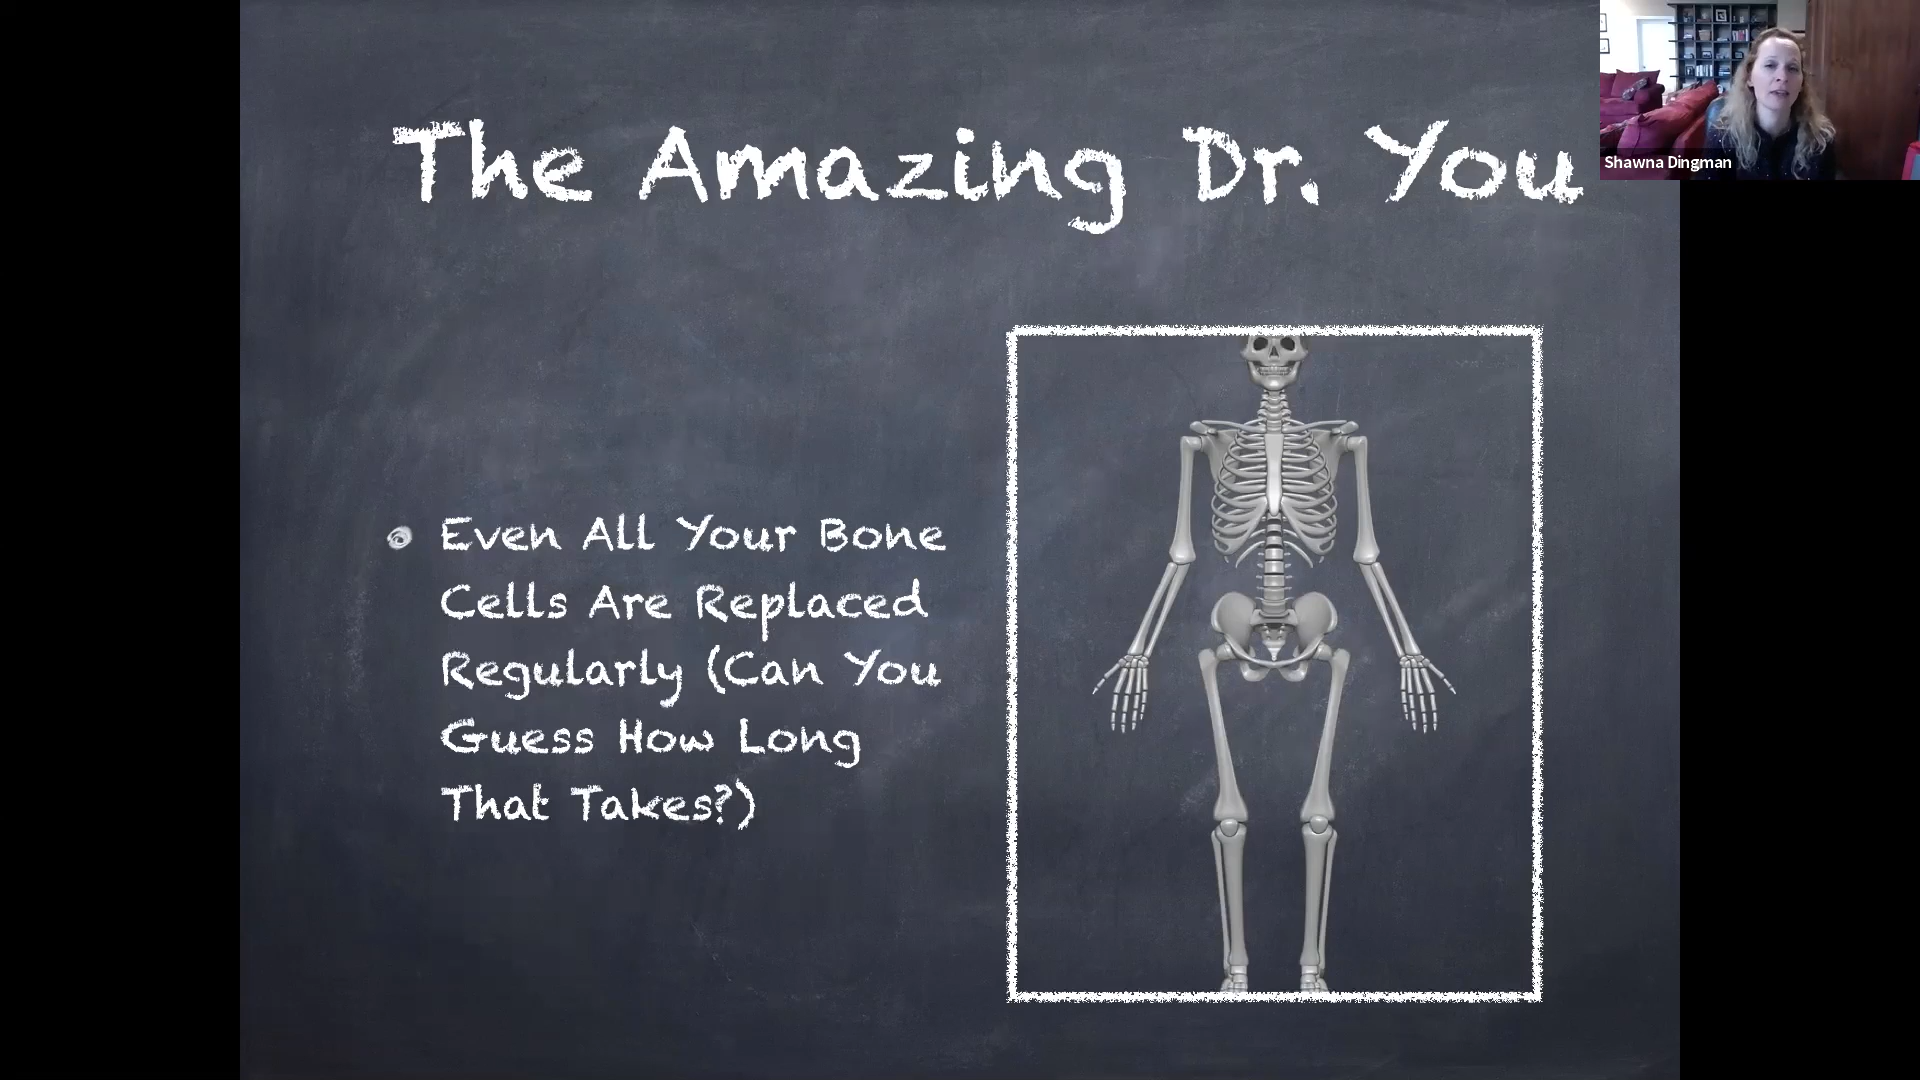 The Amazing Dr. You
Shawna Dingman
Even All Your Bone
Cells Are Replaced
Regularly (Can You
Guess How Long
That Takes?)